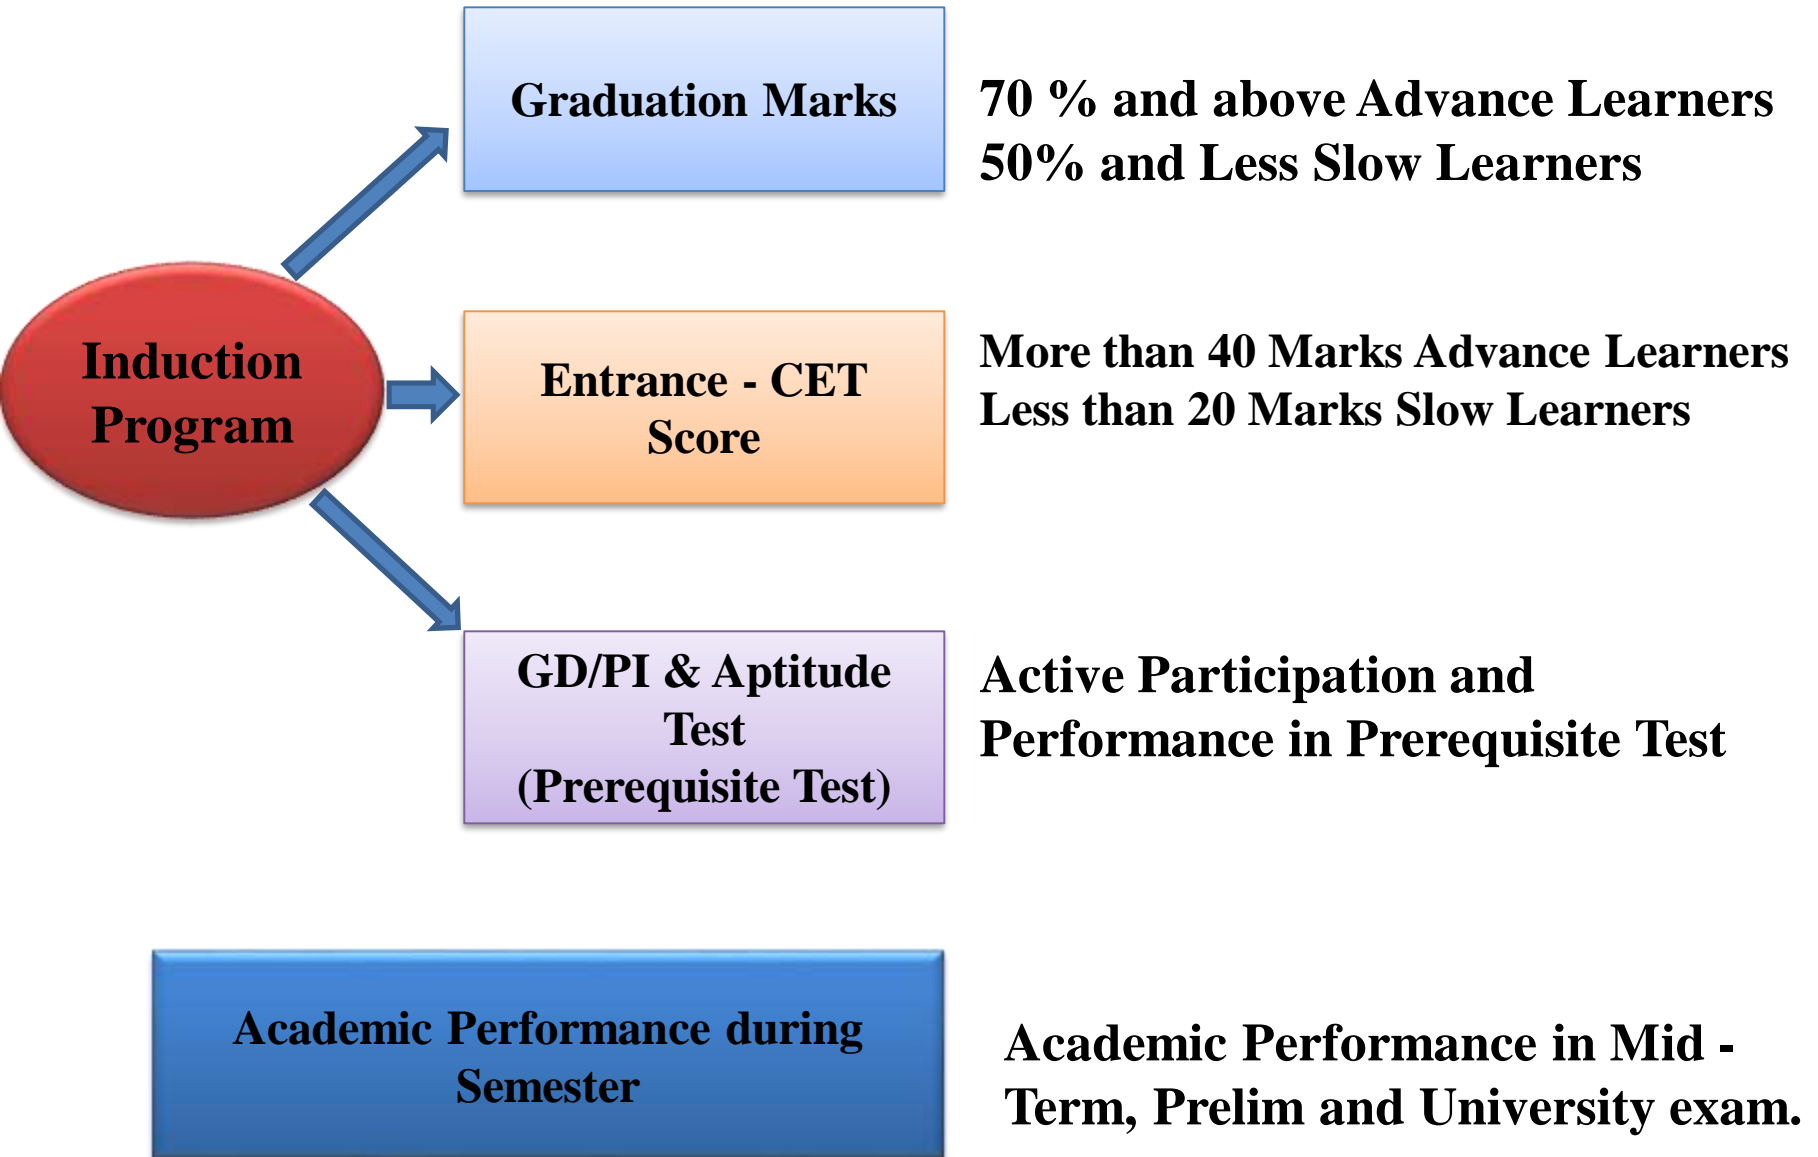 Graduation Marks
70 % and above Advance Learners
50% and Less Slow Learners
Induction
Program
Entrance - CET
Score
More than 40 Marks Advance Learners
Less than 20 Marks Slow Learners
GD/PI & Aptitude
Test
(Prerequisite Test)
Active Participation and
Performance in Prerequisite Test
Academic Performance during
Semester
Academic Performance in Mid -
Term, Prelim and University exam.